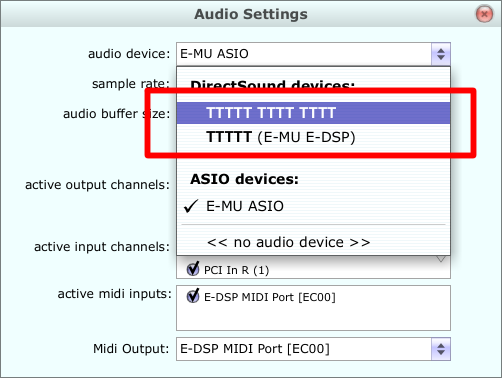 Audio Settings
audio device:
E-MU ASIO
sample rate:
DirectSound devices:
audio buffer size:
TTTTT TTTT TTTT
TTTTT (E-MU E-DSP)
active output channels:
ASIO devices:
E-MU ASIO
<< no audio device >>
active input channels:
PCI In R (1)
active midi inputs:
E-DSP MIDI Port [EC00]
Midi Output:
E-DSP MIDI Port [EC00]